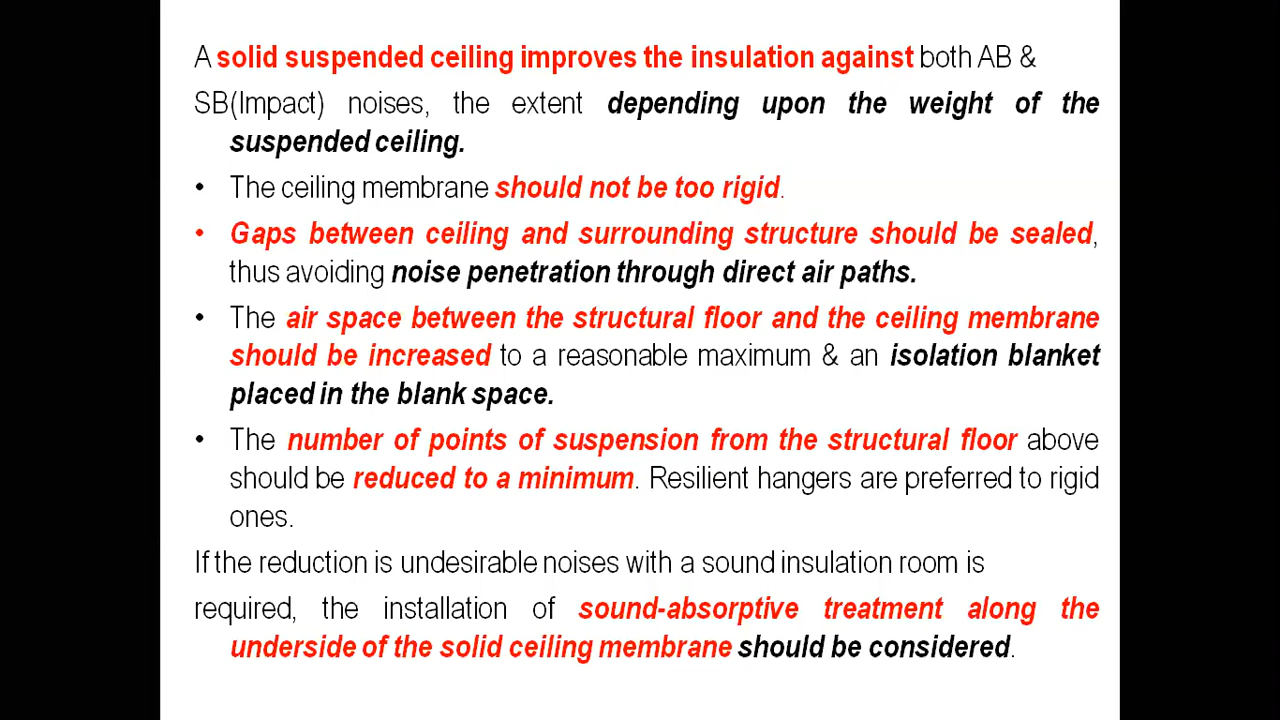 A solid suspended ceiling improves the insulation against both AB &
SB(Impact) noises, the extent depending upon the weight of the
suspended ceiling.
• The ceiling membrane should not be too rigid.
• Gaps between ceiling and surrounding structure should be sealed,
thus avoiding noise penetration through direct air paths.
• The air space between the structural floor and the ceiling membrane
should be increased to a reasonable maximum & an isolation blanket
placed in the blank space.
• The number of points of suspension from the structural floor above
should be reduced to a minimum. Resilient hangers are preferred to rigid
ones.
If the reduction is undesirable noises with a sound insulation room is
required, the installation of sound-absorptive treatment along the
underside of the solid ceiling membrane should be considered.